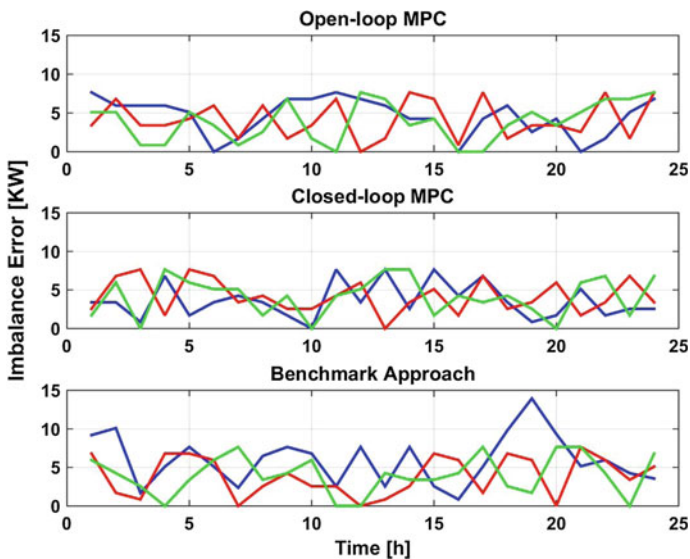 Open-loop MPC
15
10
5
0
0 5 10 15 20 25
Closed-loop MPC
15
10
5
0
0 5 10 15 20 25
Imbalance Error [KW]
Benchmark Approach
15
10
5
0
0 5 10 15 20 25
Time [h]